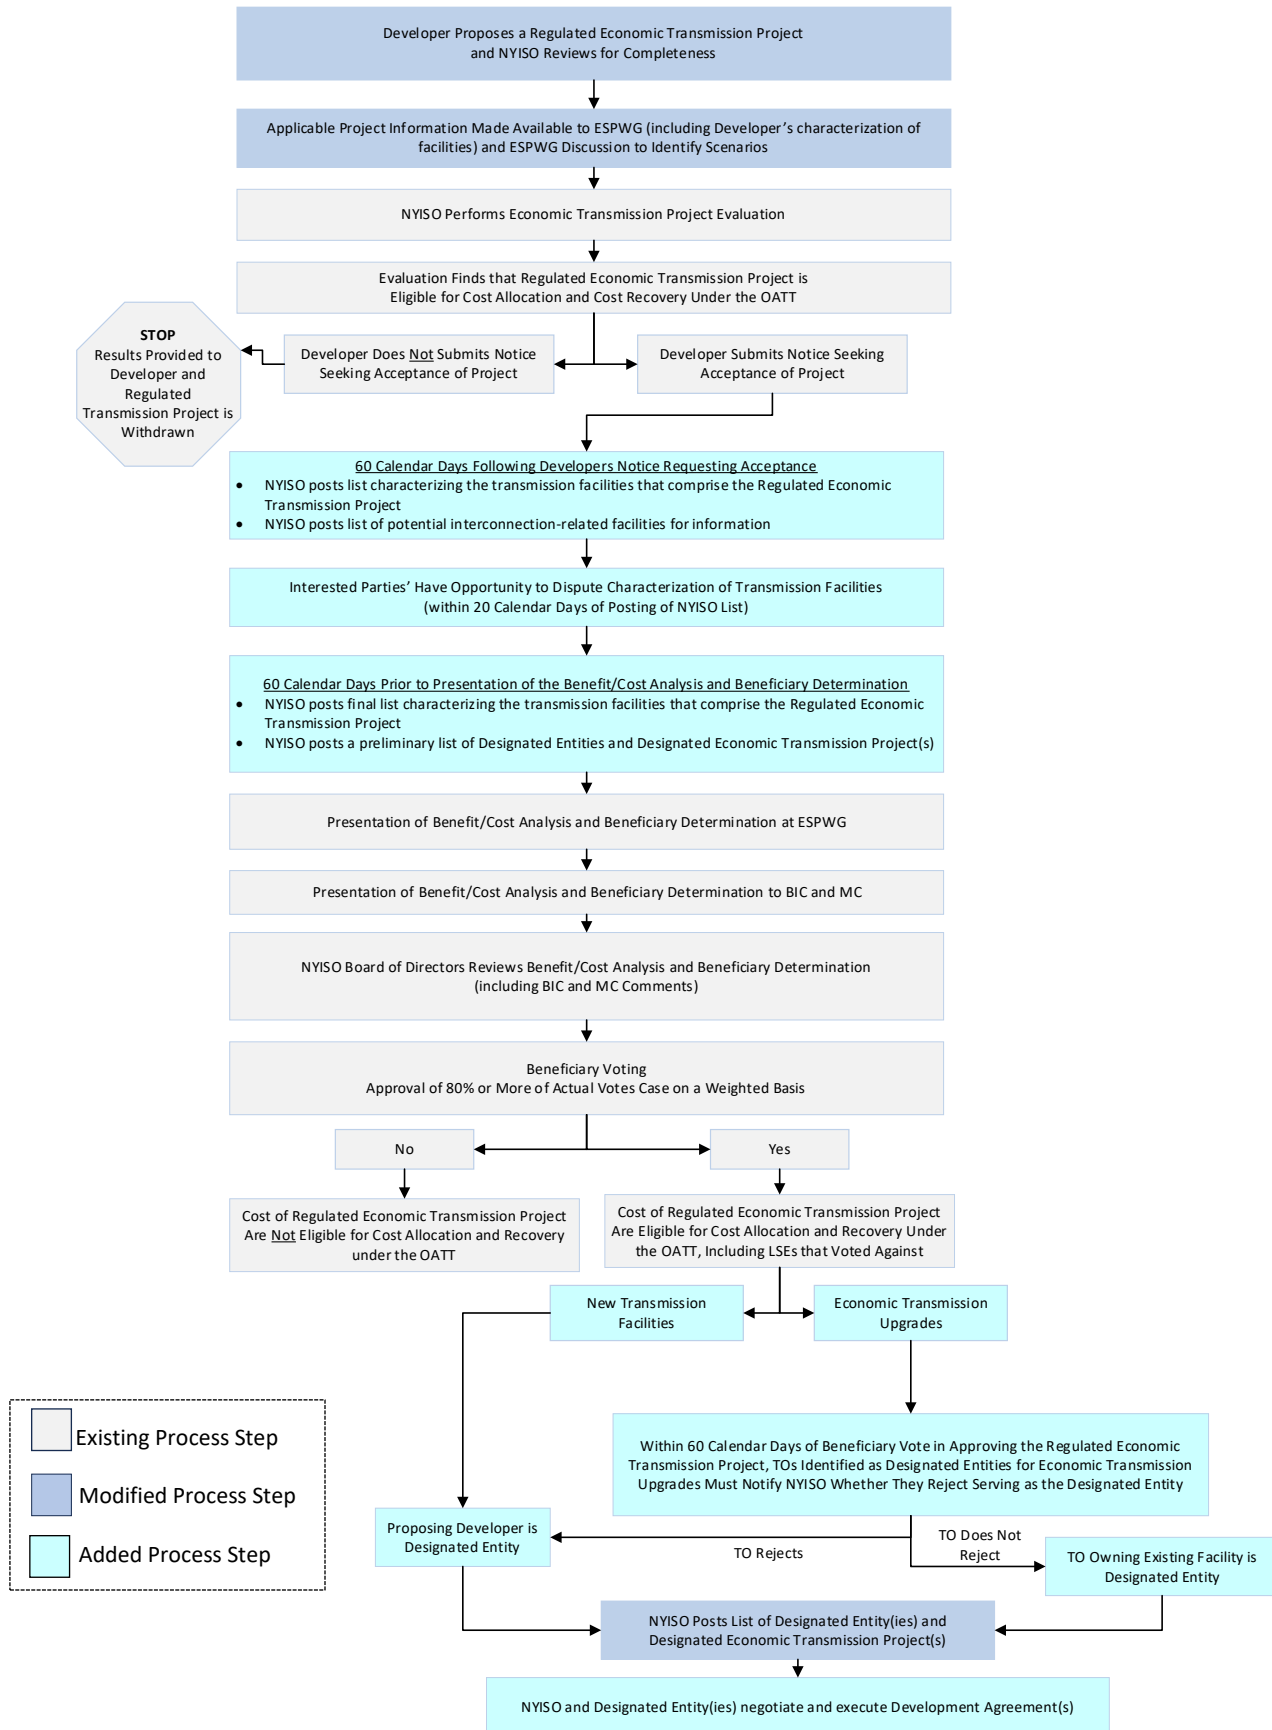 Developer Proposes a Regulated Economic Transmission Project
and NYISO Reviews for Completeness
Applicable Project Information Made Available to ESPWG (including Developer's characterization of
facilities) and ESPWG Discussion to Identify Scenarios
NYISO Performs Economic Transmission Project Evaluation
Evaluation Finds that Regulated Economic Transmission Project is
Eligible for Cost Allocation and Cost Recovery Under the OATT
STOP
Results Provided to
Developer and
Regulated
Transmission Project is
Withdrawn
Developer Does Not Submits Notice
Seeking Acceptance of Project
Developer Submits Notice Seeking
Acceptance of Project
60 Calendar Days Following Developers Notice Requesting Acceptance
• NYISO posts list characterizing the transmission facilities that comprise the Regulated Economic
Transmission Project
• NYISO posts list of potential interconnection-related facilities for information
Interested Parties' Have Opportunity to Dispute Characterization of Transmission Facilities
(within 20 Calendar Days of Posting of NYISO List)
60 Calendar Days Prior to Presentation of the Benefit/Cost Analysis and Beneficiary Determination
• NYISO posts final list characterizing the transmission facilities that comprise the Regulated Economic
Transmission Project
• NYISO posts a preliminary list of Designated Entities and Designated Economic Transmission Project(s)
Presentation of Benefit/Cost Analysis and Beneficiary Determination at ESPWG
Presentation of Benefit/Cost Analysis and Beneficiary Determination to BIC and MC
NYISO Board of Directors Reviews Benefit/Cost Analysis and Beneficiary Determination
(including BIC and MC Comments)
Beneficiary Voting
Approval of 80% or More of Actual Votes Case on a Weighted Basis
No
Yes
Cost of Regulated Economic Transmission Project
Are Not Eligible for Cost Allocation and Recovery
under the OATT
Cost of Regulated Economic Transmission Project
Are Eligible for Cost Allocation and Recovery Under
the OATT, Including LSEs that Voted Against
New Transmission
Facilities
Economic Transmission
Upgrades
Existing Process Step
Modified Process Step
Added Process Step
Within 60 Calendar Days of Beneficiary Vote in Approving the Regulated Economic
Transmission Project, TOs Identified as Designated Entities for Economic Transmission
Upgrades Must Notify NYISO Whether They Reject Serving as the Designated Entity
Proposing Developer is
Designated Entity
TO Rejects
TO Does Not
Reject
TO Owning Existing Facility is
Designated Entity
NYISO Posts List of Designated Entity(ies) and
Designated Economic Transmission Project(s)
NYISO and Designated Entity(ies) negotiate and execute Development Agreement(s)